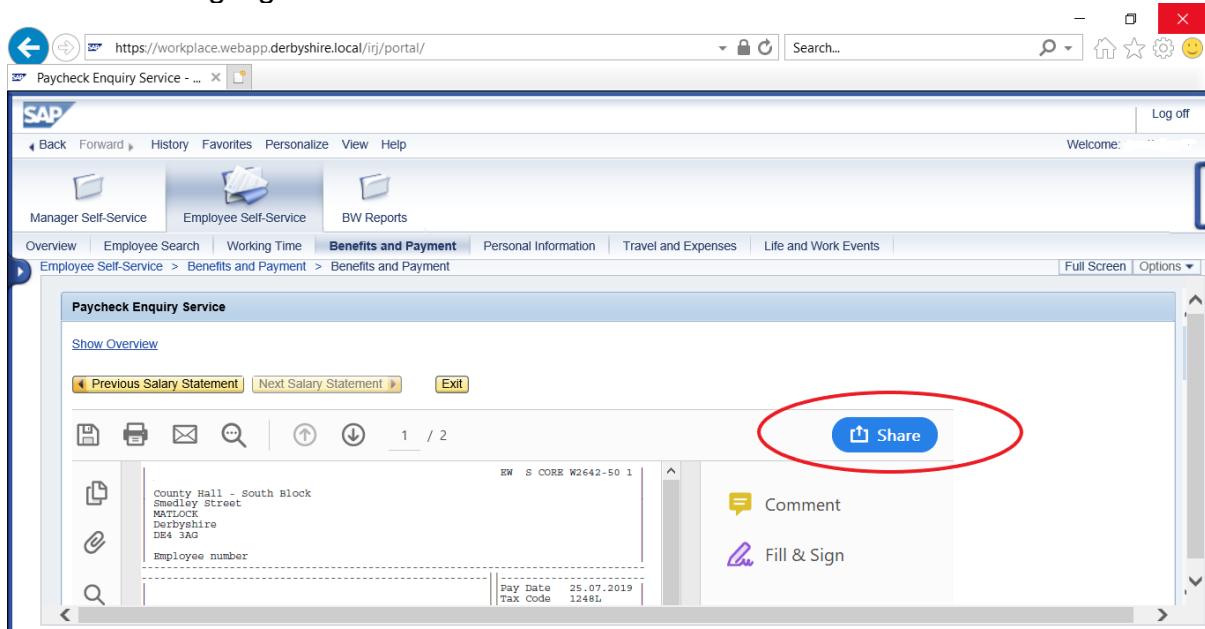 https://workplace.webapp.derbyshire.local/irj/portal/ Search...
Paycheck Enquiry Service - ...
SAP Log off
Back Forward History Favorites Personalize View Help Welcome:
Manager Self-Service Employee Self-Service BW Reports
Overview Employee Search Working Time Benefits and Payment Personal Information Travel and Expenses Life and Work Events
Employee Self-Service > Benefits and Payment > Benefits and Payment Full Screen Options
Paycheck Enquiry Service
Show Overview
Previous Salary Statement Next Salary Statement Exit
1 / 2 Share
EW S CORE W2642-50 1
County Hall - South Block
Smedley Street
MATLOCK
Derbyshire
DE4 3AG
Employee number
Comment
Fill & Sign
Pay Date 25.07.2019
Tax Code 1248L